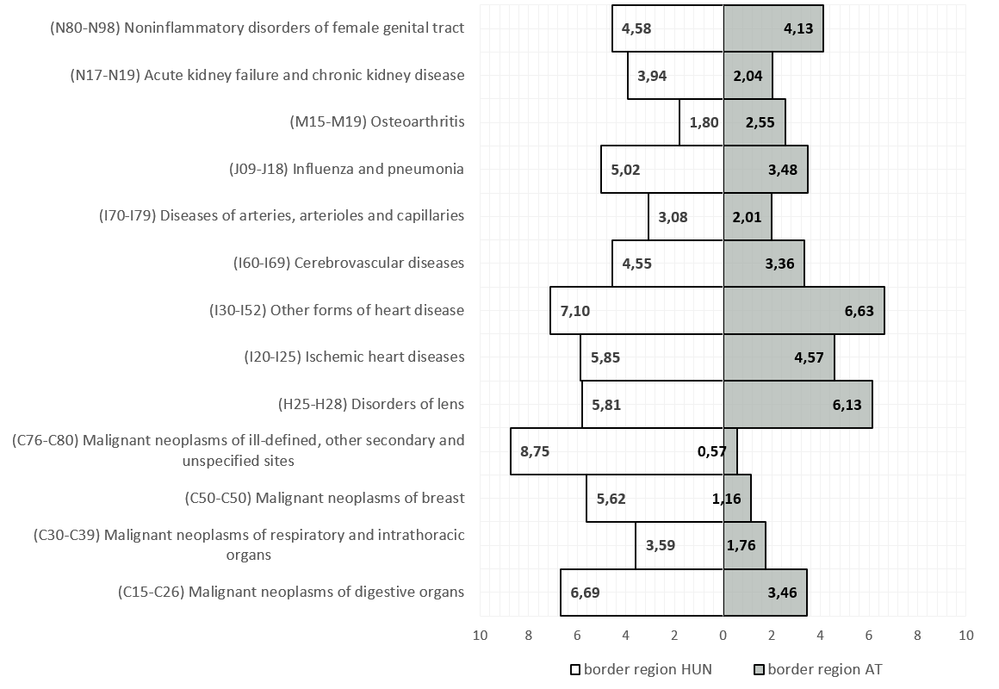 (N80-N98) Noninflammatory disorders of female genital tract 4,58 4,13
(N17-N19) Acute kidney failure and chronic kidney disease 3,94 2,04
(M15-M19) Osteoarthritis 1,80 2,55
(J09-J18) Influenza and pneumonia 5,02 3,48
(I70-I79) Diseases of arteries, arterioles and capillaries 3,08 2,01
(I60-I69) Cerebrovascular diseases 4,55 3,36
(I30-I52) Other forms of heart disease 7,10 6,63
(I20-I25) Ischemic heart diseases 5,85 4,57
(H25-H28) Disorders of lens 5,81 6,13
(C76-C80) Malignant neoplasms of ill-defined, other secondary and
unspecified sites
8,75 0,57
(C50-C50) Malignant neoplasms of breast 5,62 1,16
(C30-C39) Malignant neoplasms of respiratory and intrathoracic
organs
3,59 1,76
(C15-C26) Malignant neoplasms of digestive organs 6,69 3,46
10 8 6 4 2 0 2 4 6 8 10
border region HUN border region AT